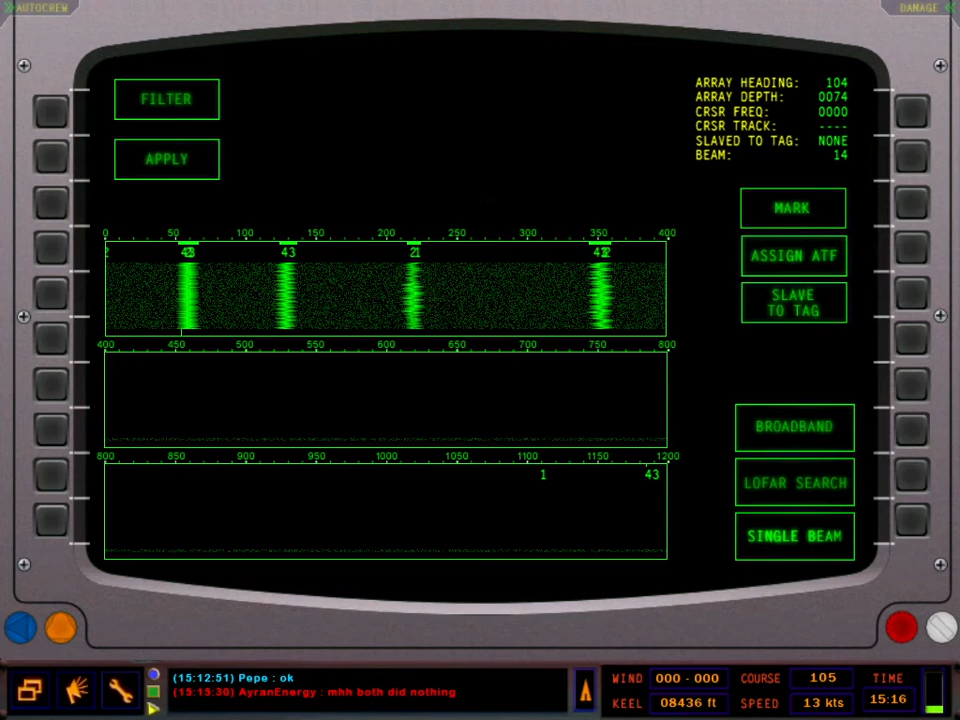 AUTOCREW
DAMAGE
FILTER
APPLY
ARRAY HEADING: 104
ARRAY DEPTH: 0074
CRSR FREQ: 0000
CRSR TRACK: ----
SLAVED TO TAG: NONE
BEAM: 14
MARK
ASSIGN ATF
SLAVE
TO TAG
0 50 100 150 200 250 300 350 400
43 21
400 450 500 550 600 650 700 750 800
800 850 900 950 1000 1050 1100 1150 1200
1 43
BROADBAND
LOFAR SEARCH
SINGLE BEAM
(15:12:51) Pepe : ok
(15:15:30) AyranEnergy : mhh both did nothing
WIND 000 - 000 COURSE 105 TIME
KEEL 08436 ft SPEED 13 kts 15:16